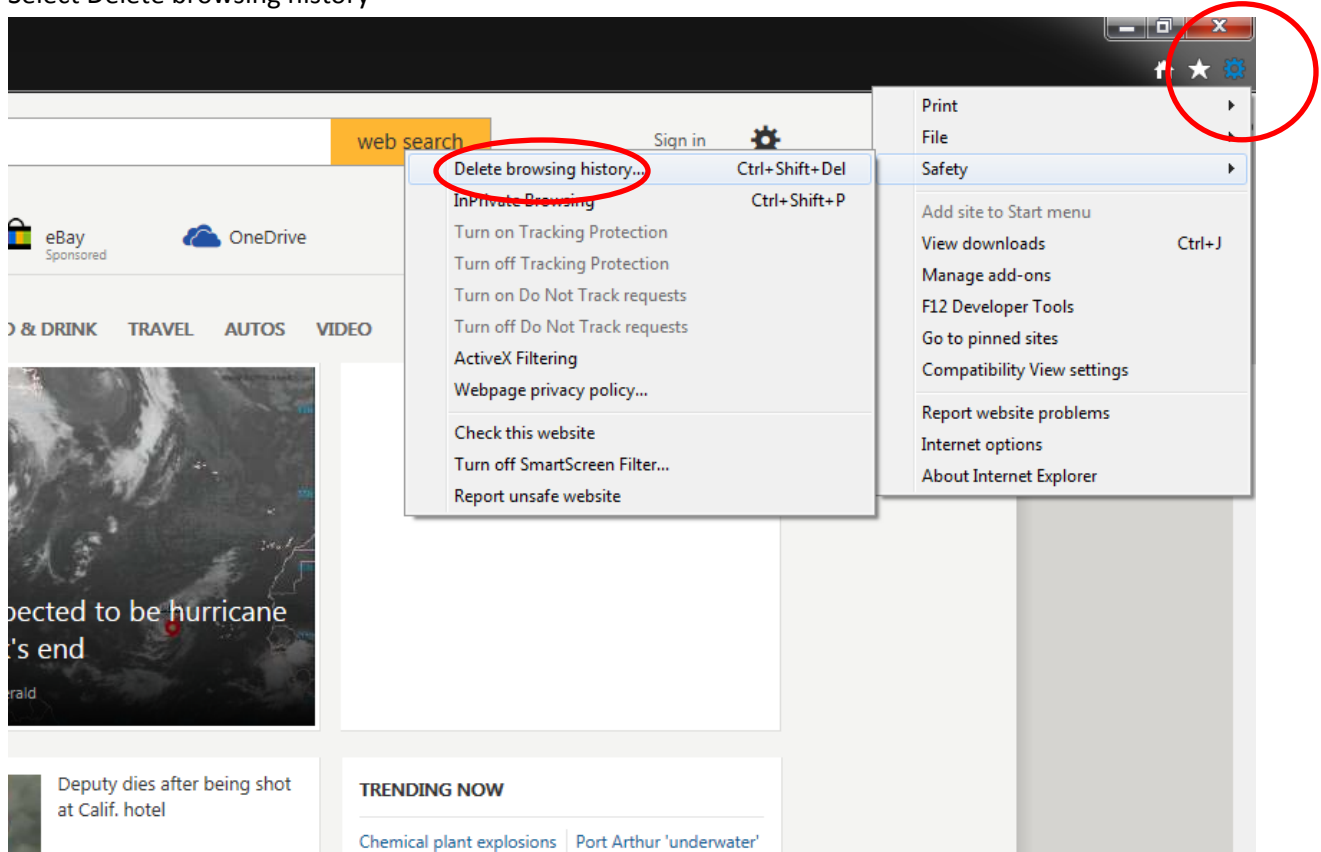 Select Delete browsing history
web search
Sign in
Print
File
Safety
Add site to Start menu
View downloads Ctrl+J
Manage add-ons
F12 Developer Tools
Go to pinned sites
Compatibility View settings
Report website problems
Internet options
About Internet Explorer
Delete browsing history... Ctrl+Shift+Del
InPrivate Browsing Ctrl+Shift+P
Turn on Tracking Protection
Turn off Tracking Protection
Turn on Do Not Track requests
Turn off Do Not Track requests
ActiveX Filtering
Webpage privacy policy...
Check this website
Turn off SmartScreen Filter...
Report unsafe website
eBay
Sponsored
OneDrive
& DRINK TRAVEL AUTOS VIDEO
to be hurricane
's end
Deputy dies after being shot
at Calif. hotel
TRENDING NOW
Chemical plant explosions
Port Arthur 'underwater'